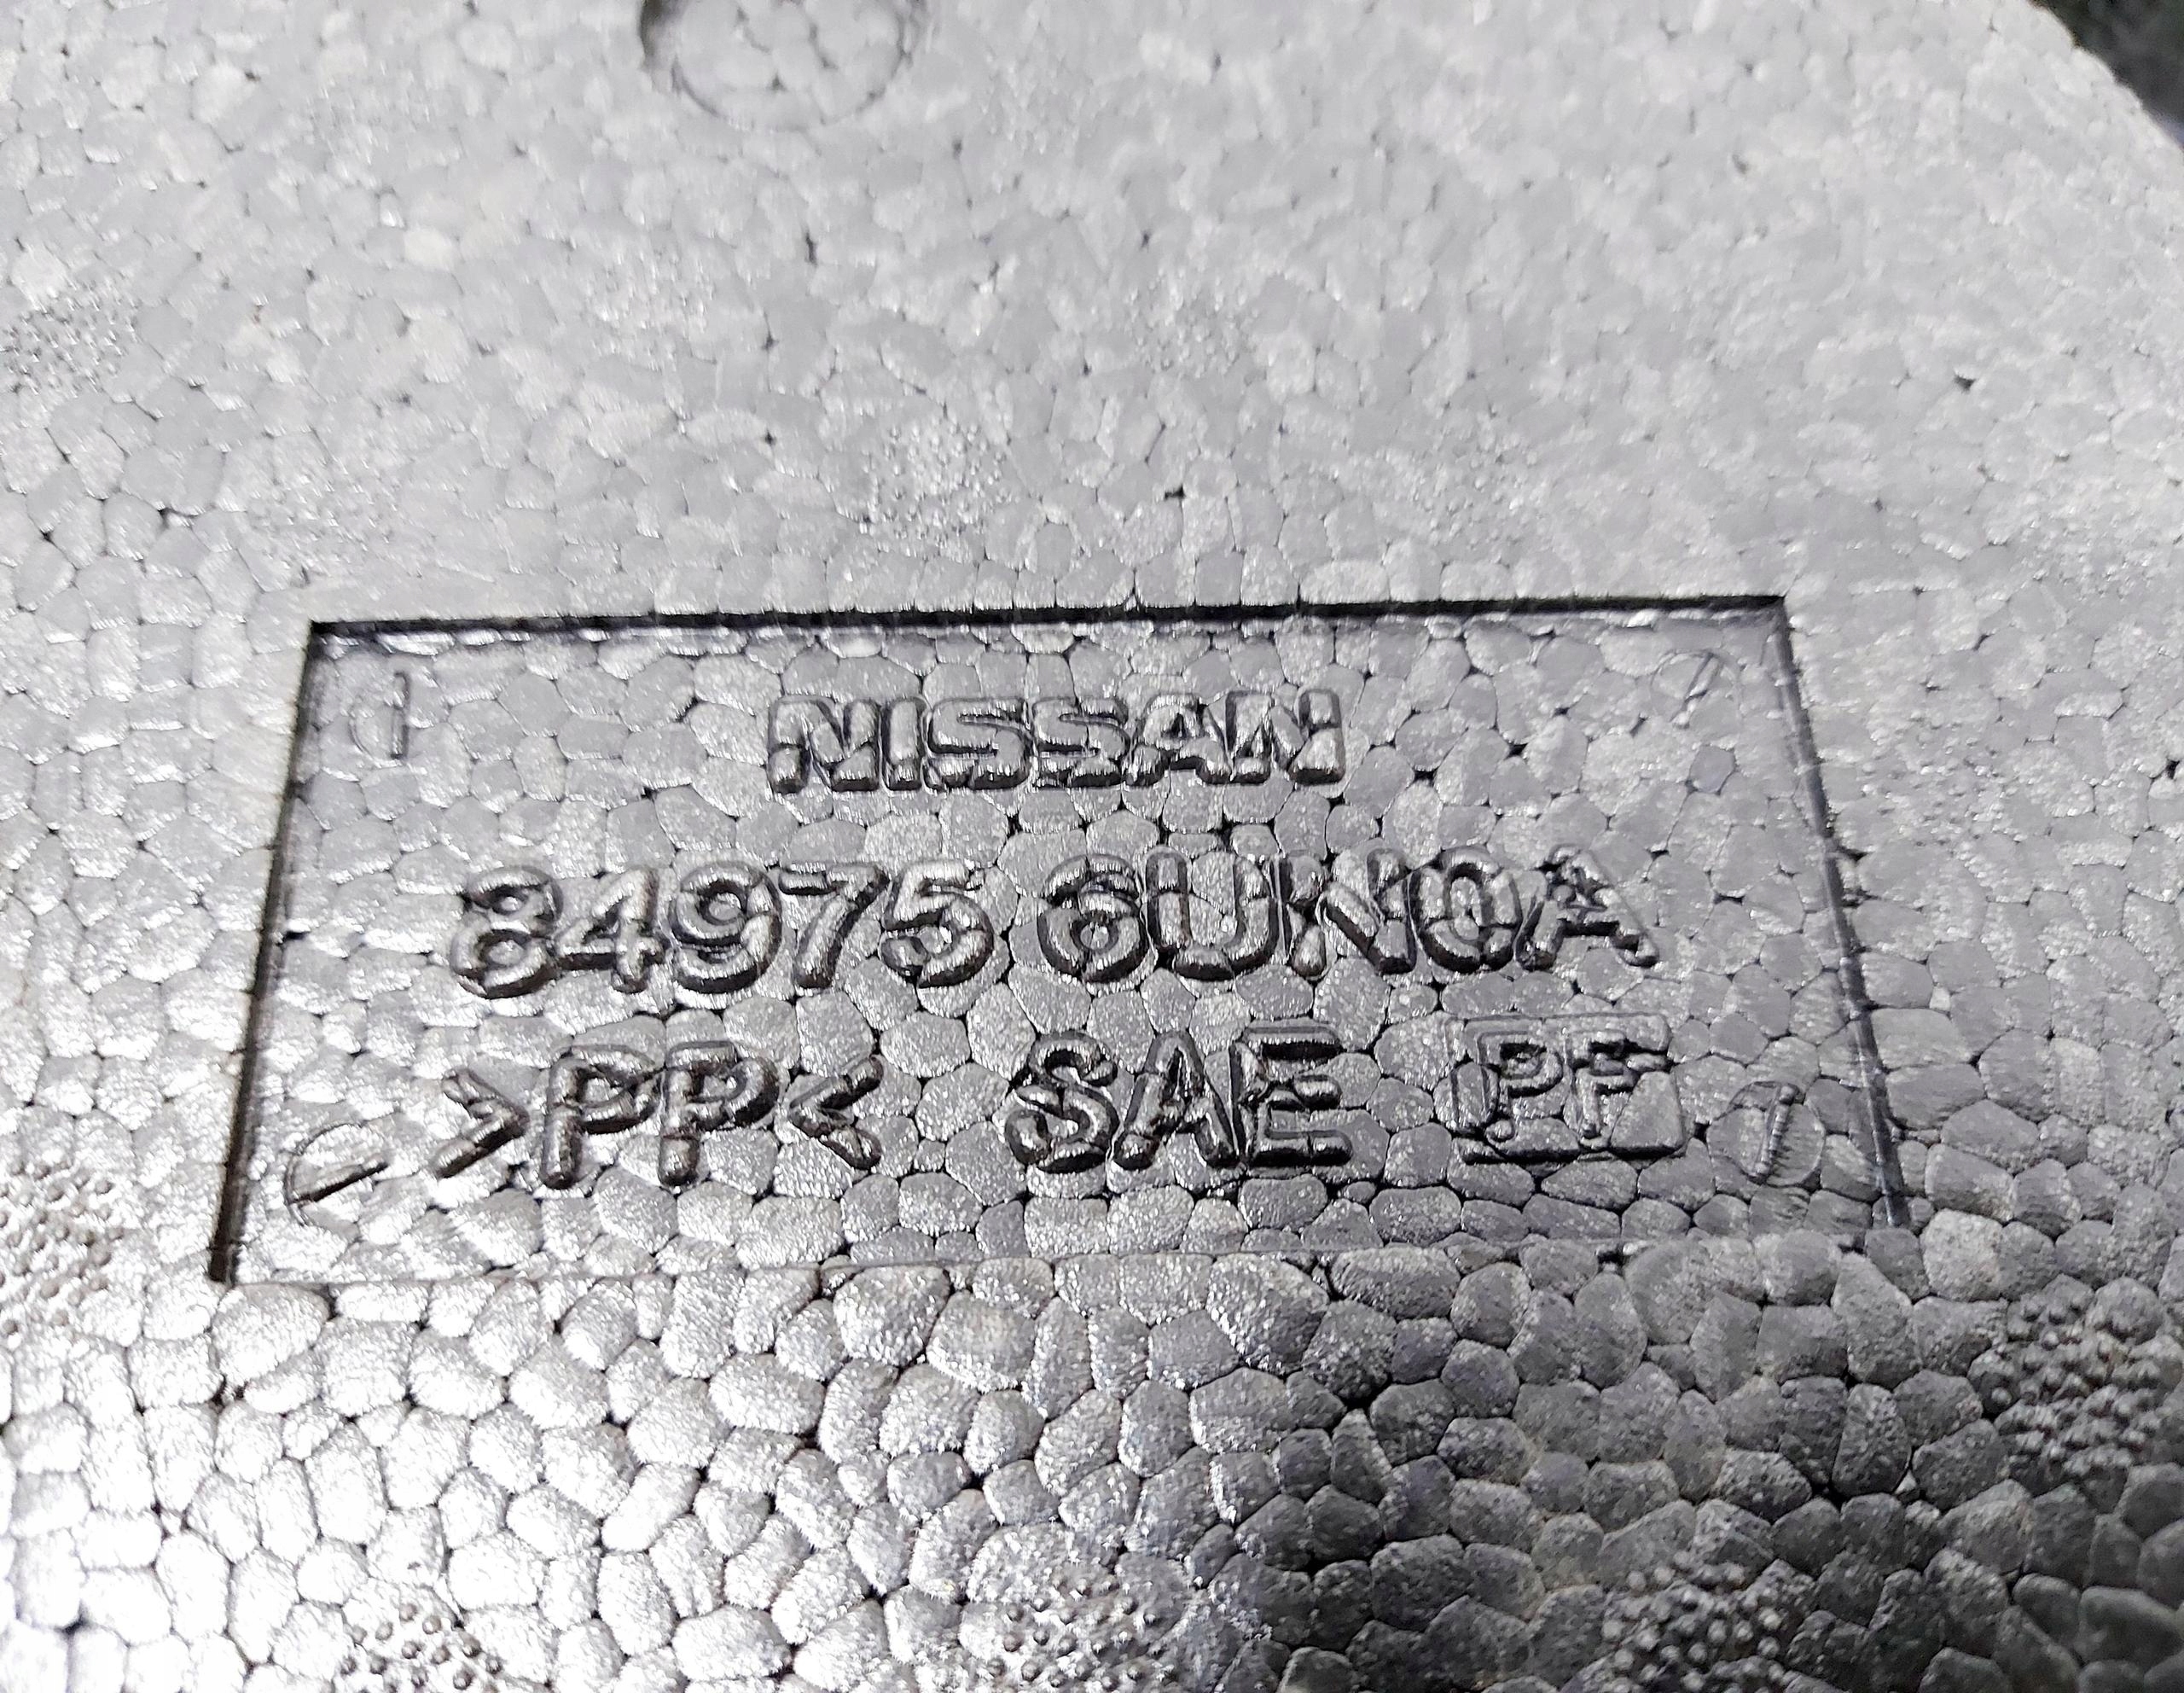 NISSAN
84975 6UN0A
>PP< SAE PF